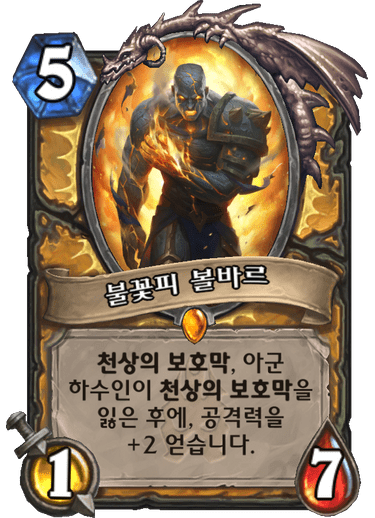 5
불꽃피 볼바르
천상의 보호막, 아군
하수인이 천상의 보호막을
잃은 후에, 공격력을
+2 얻습니다.
1
7